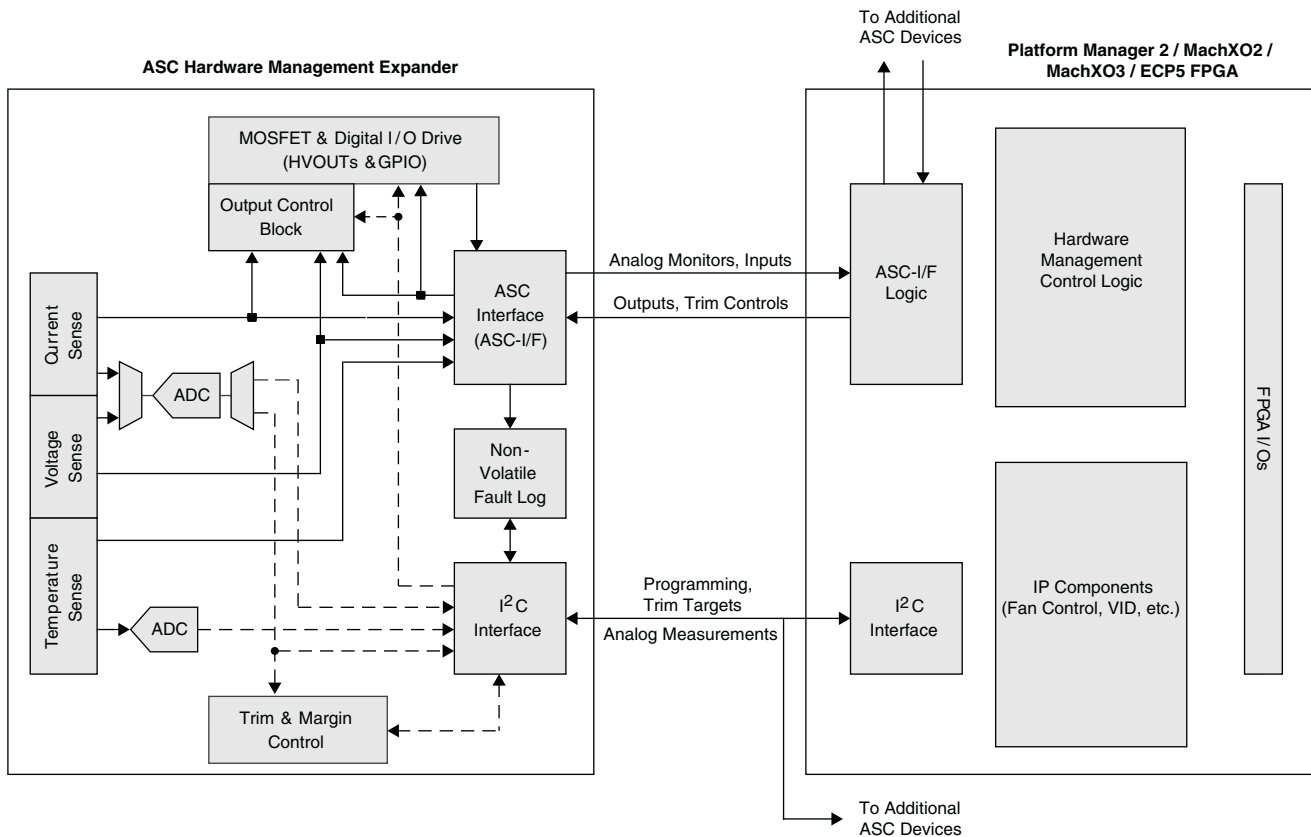 To Additional
ASC Devices
ASC Hardware Management Expander
Platform Manager 2 / MachXO2 /
MachXO3 / ECP5 FPGA
MOSFET & Digital I/O Drive
(HVOUTs & GPIO)
Output Control
Block
Current
Sense
Voltage
Sense
Temperature
Sense
ADC
ADC
ASC
Interface
(ASC-I/F)
Non-
Volatile
Fault Log
I²C
Interface
Trim & Margin
Control
Analog Monitors, Inputs
Outputs, Trim Controls
Programming,
Trim Targets
Analog Measurements
ASC-I/F
Logic
I²C
Interface
Hardware
Management
Control Logic
IP Components
(Fan Control, VID, etc.)
FPGA I/Os
To Additional
ASC Devices